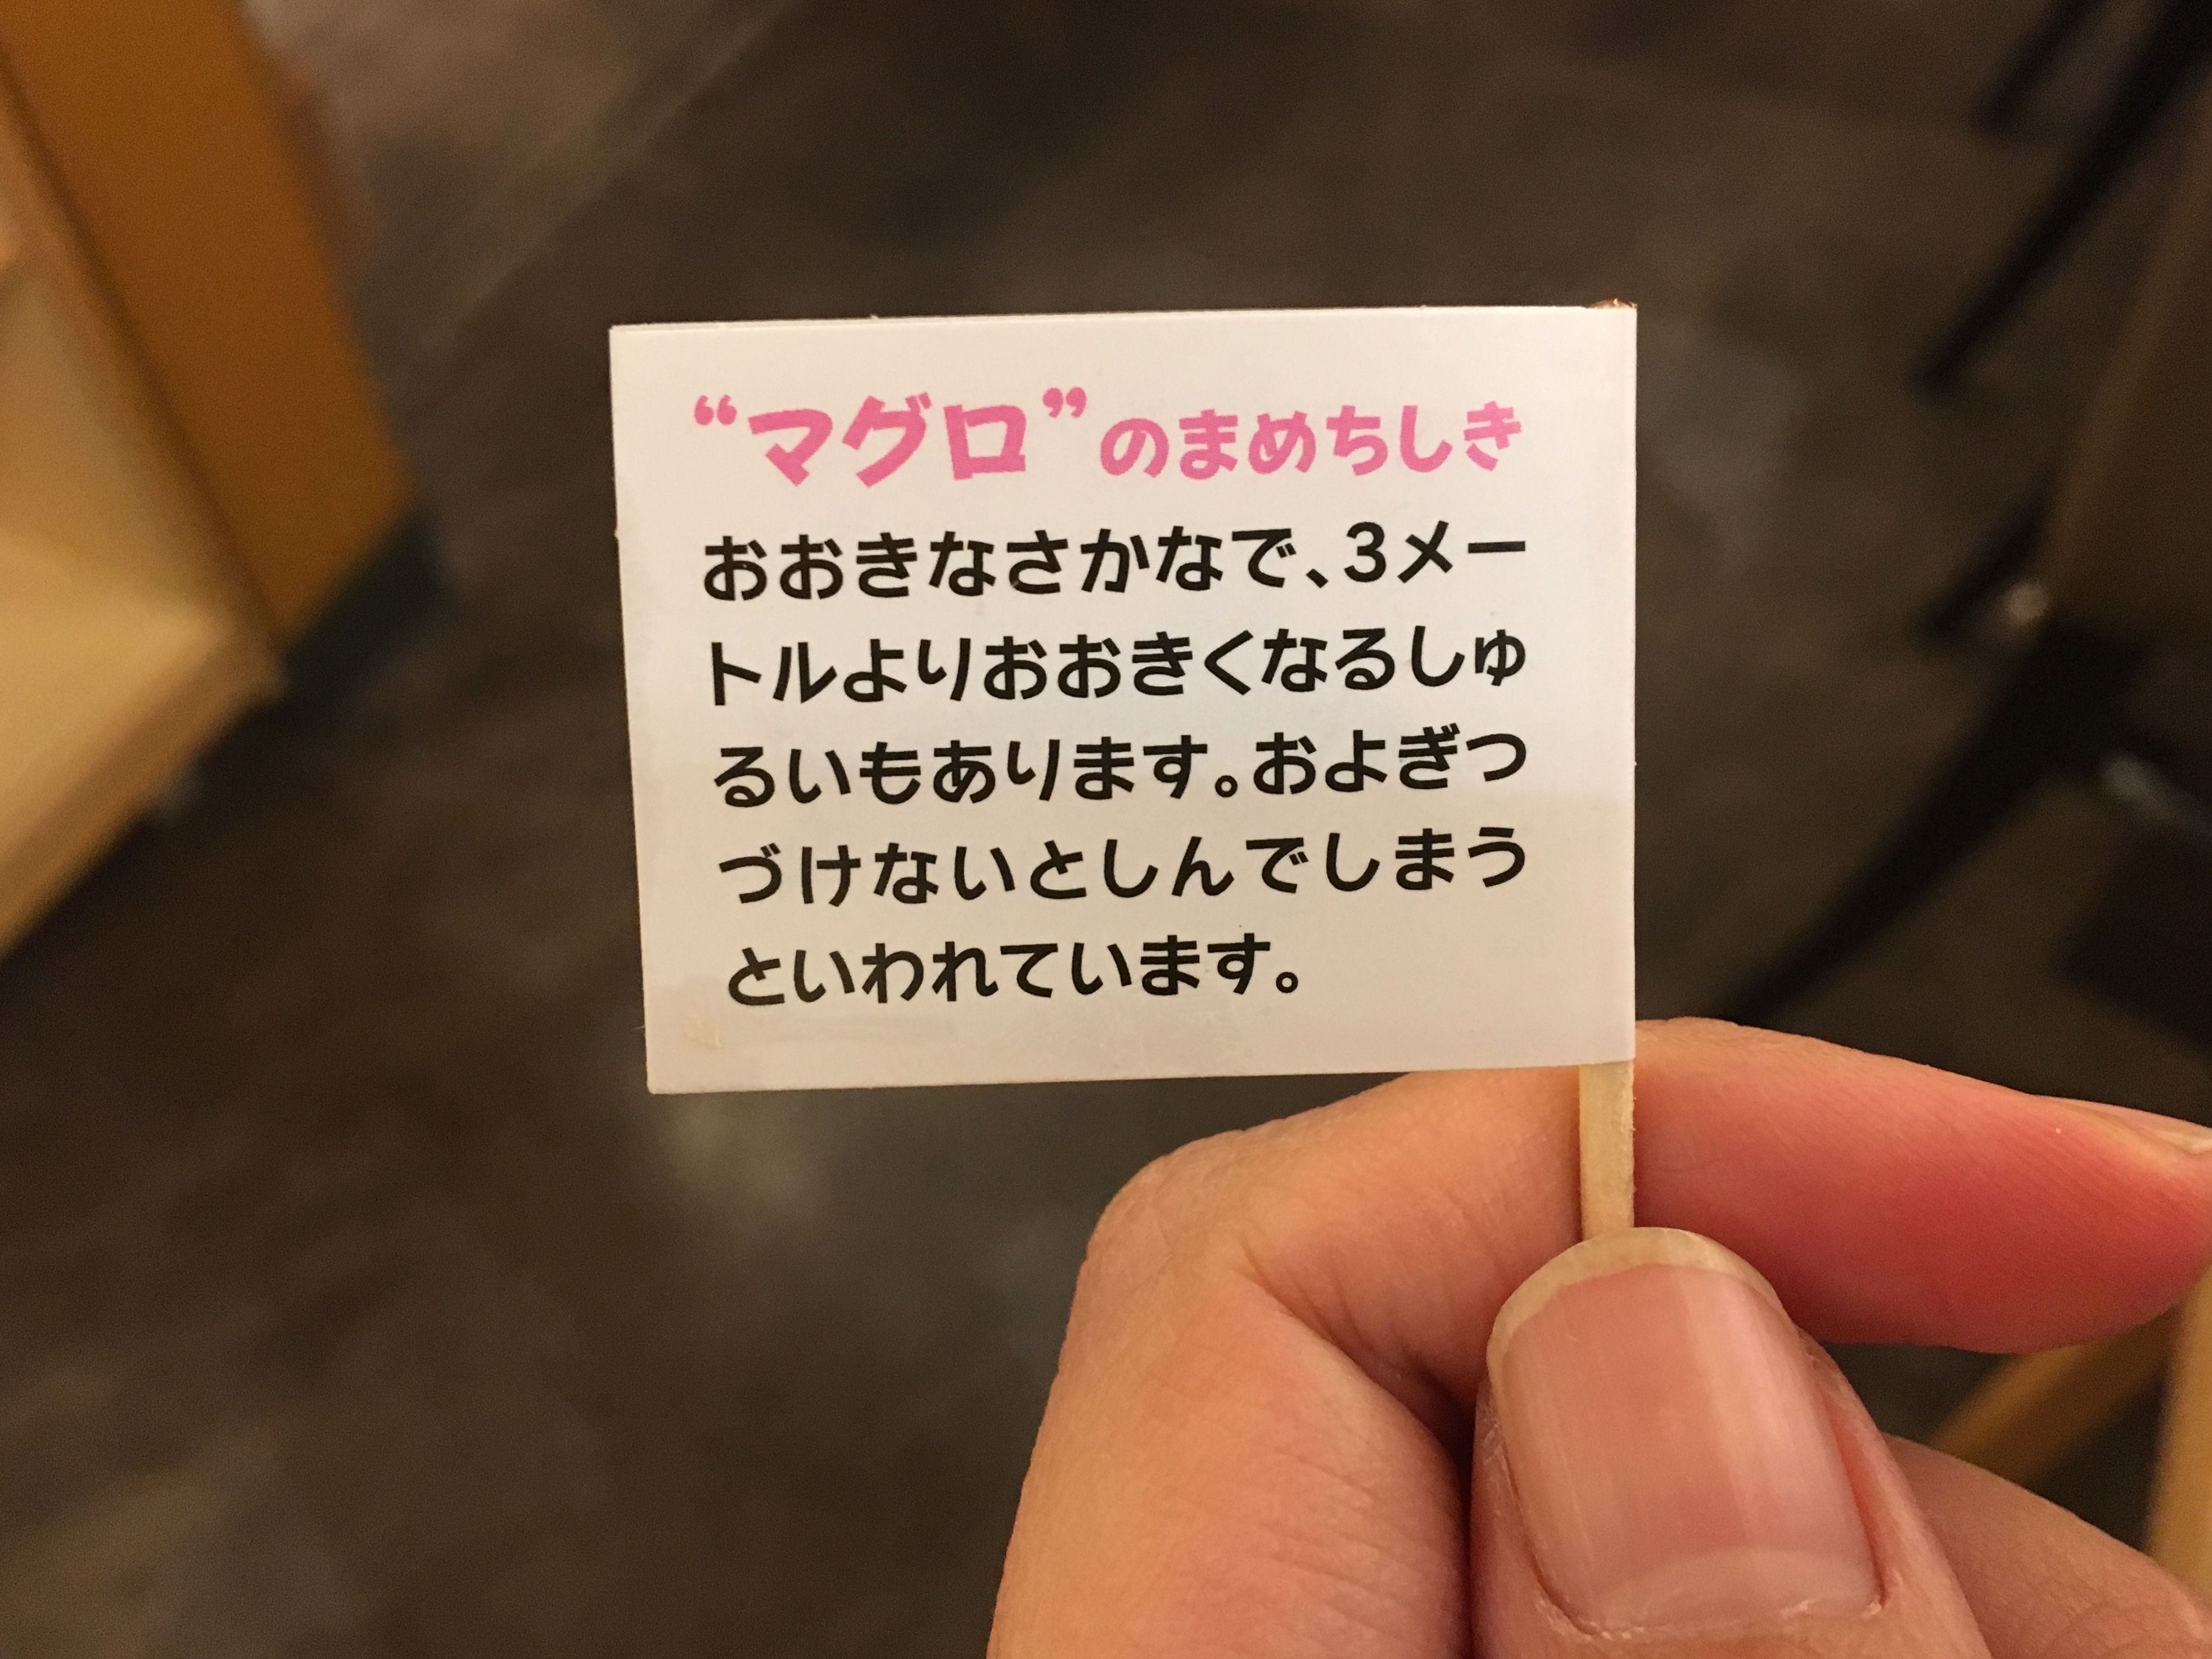 “マグロ”のまめちしき
おおきなさかなで、3メー
トルよりおおきくなるしゅ
るいもあります。およぎつ
づけないとしんでしまう
といわれています。